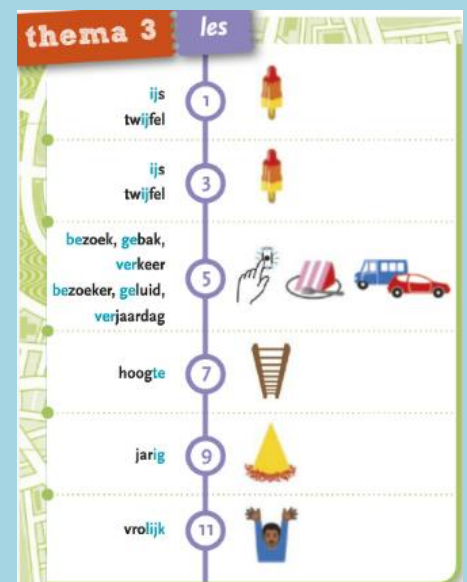 thema 3 les
ijs
twijfel
1
ijs
twijfel
3
bezoek, gebak,
verkeer
bezoeker, geluid,
verjaardag
5
hoogte
7
jarig
9
vrolijk
11